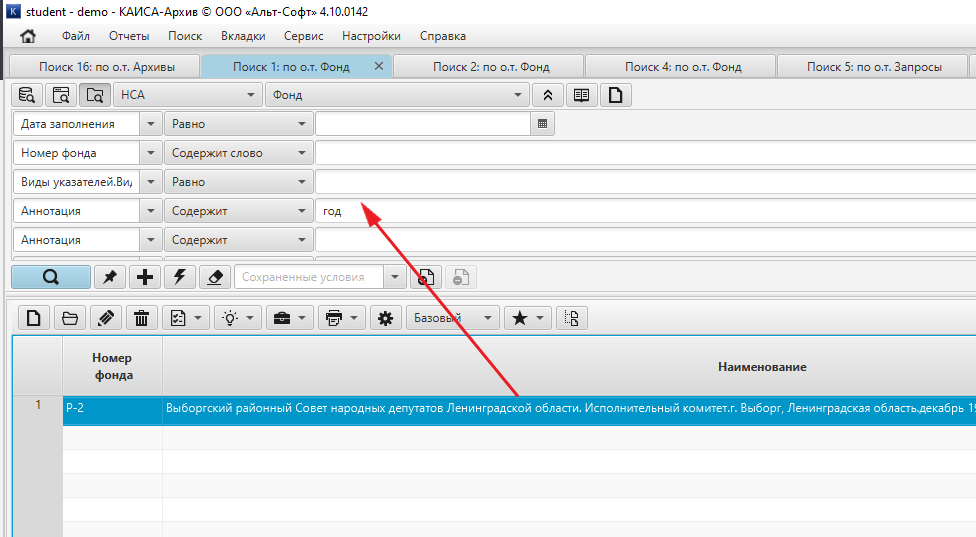 K student - demo - КАИСА-Архив © ООО «Альт-Софт» 4.10.0142
Файл Отчеты Поиск Вкладки Сервис Настройки Справка
Поиск 16: по о.т. Архивы Поиск 1: по о.т. Фонд Поиск 2: по о.т. Фонд Поиск 4: по о.т. Фонд Поиск 5: по о.т. Запросы
НСА Фонд
Дата заполнения Равно
Номер фонда Содержит слово
Виды указателей.Ви Равно
Аннотация Содержит год
Аннотация Содержит
Сохраненные условия
Базовый
Номер
фонда
Наименование
1 Р-2 Выборгский районный Совет народных депутатов Ленинградской области. Исполнительный комитет.г. Выборг, Ленинградская область.декабрь 19